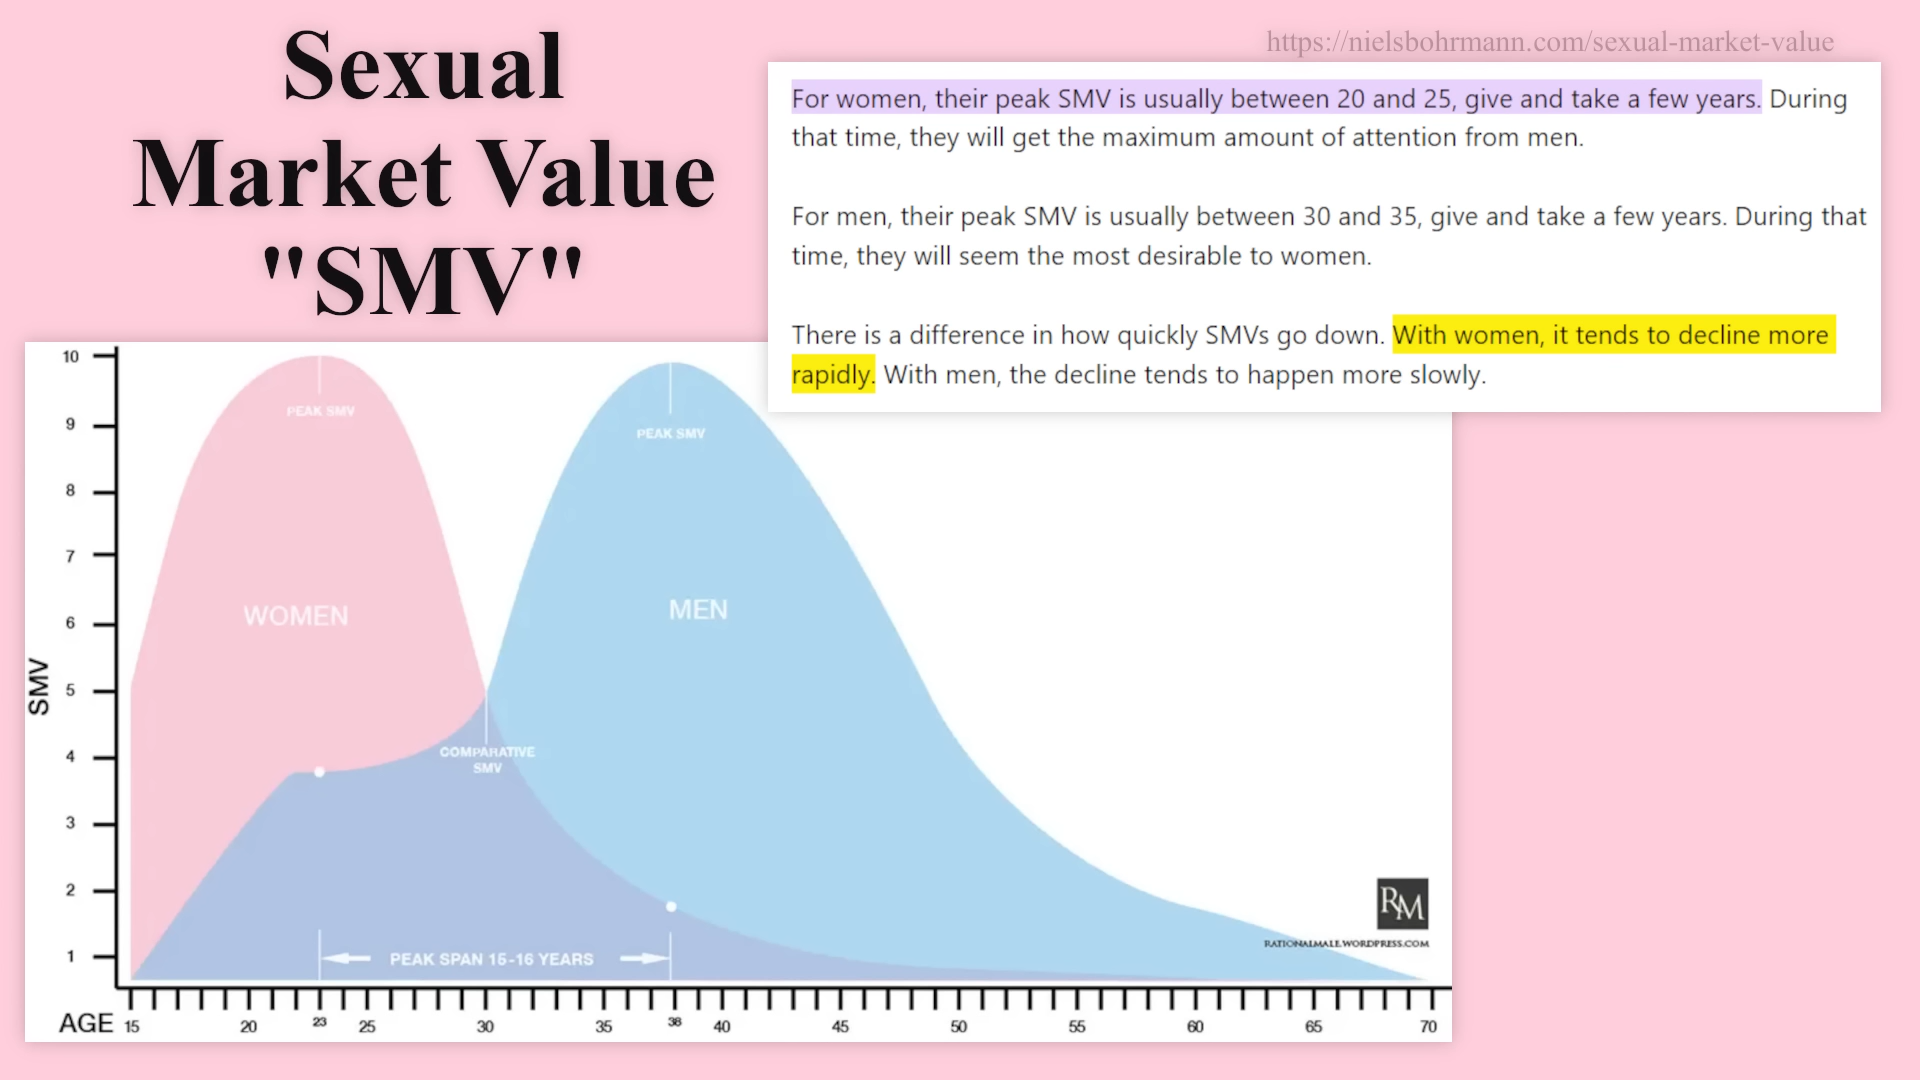 Sexual
Market Value
"SMV"
https://nielsbohrmann.com/sexual-market-value
For women, their peak SMV is usually between 20 and 25, give and take a few years. During
that time, they will get the maximum amount of attention from men.
For men, their peak SMV is usually between 30 and 35, give and take a few years. During that
time, they will seem the most desirable to women.
There is a difference in how quickly SMVs go down. With women, it tends to decline more
rapidly. With men, the decline tends to happen more slowly.
10
9
8
7
6
5
4
3
2
1
SMV
PEAK SMV
PEAK SMV
WOMEN
MEN
COMPARATIVE
SMV
PEAK SPAN 15-16 YEARS
RM
RATIONALMALE.WORDPRESS.COM
AGE 15 20 23 25 30 35 38 40 45 50 55 60 65 70